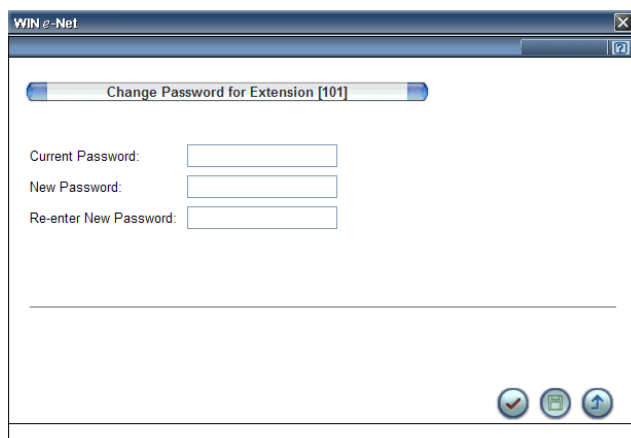 WIN e-Net
?
Change Password for Extension [101]
Current Password:
New Password:
Re-enter New Password: